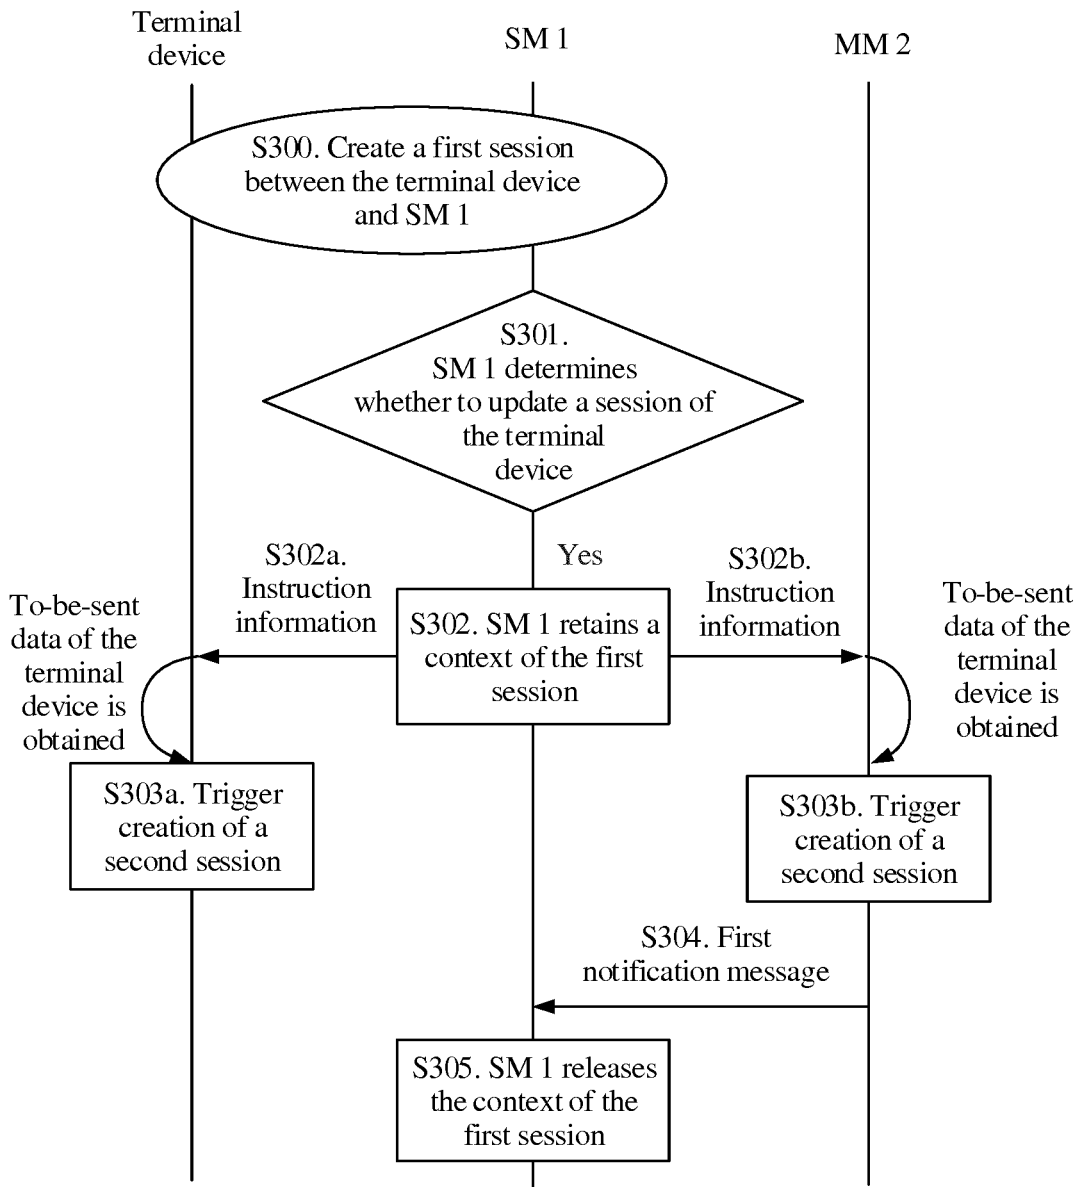 Terminal
device
SM 1
MM 2
S300. Create a first session
between the terminal device
and SM 1
S301.
SM 1 determines
whether to update a session of
the terminal
device
Yes
S302a.
Instruction
information
S302b.
Instruction
information
To-be-sent
data of the
terminal
device is
obtained
S302. SM 1 retains a
context of the first
session
To-be-sent
data of the
terminal
device is
obtained
S303a. Trigger
creation of a
second session
S303b. Trigger
creation of a
second session
S304. First
notification message
S305. SM 1 releases
the context of the
first session